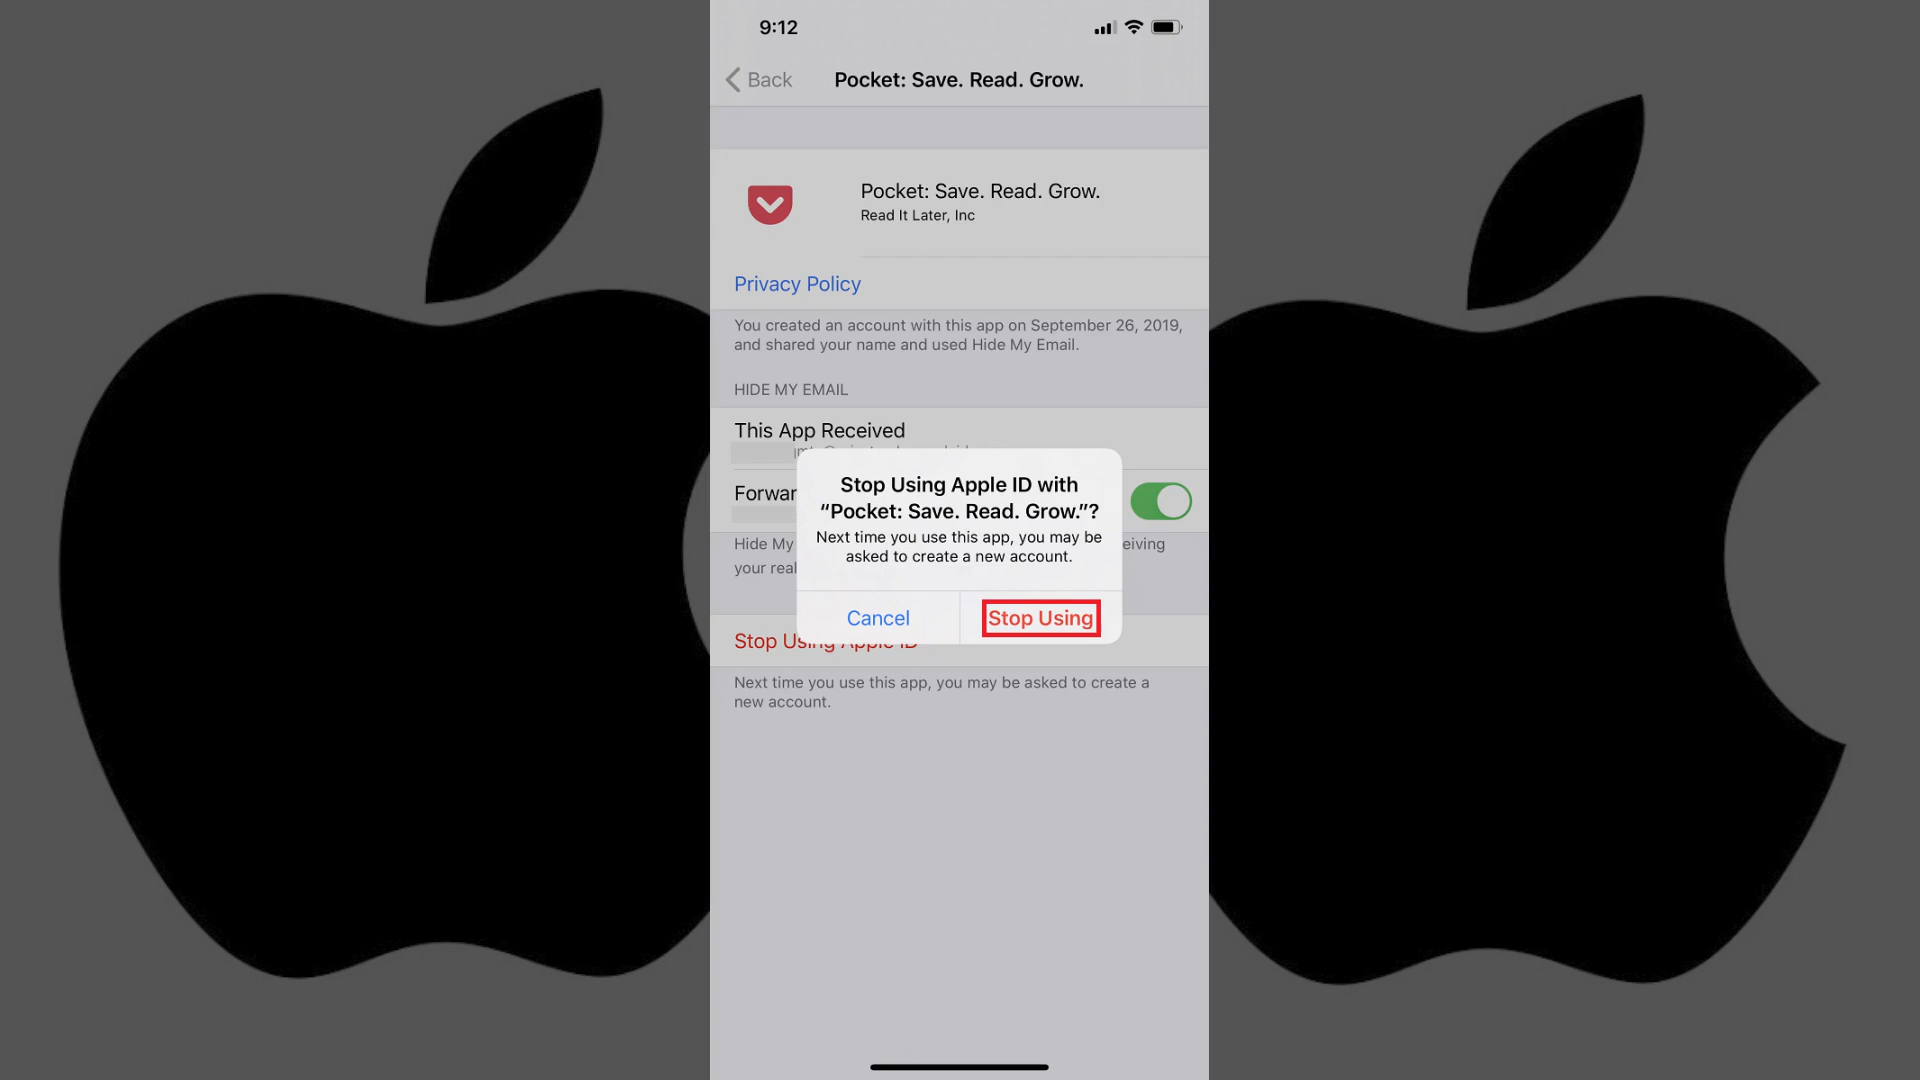 9:12
Back
Pocket: Save. Read. Grow.
Pocket: Save. Read. Grow.
Read It Later, Inc
Privacy Policy
You created an account with this app on September 26, 2019,
and shared your name and used Hide My Email.
HIDE MY EMAIL
This App Received
Forwar
Hide My
eiving
your real
Stop Using Apple ID with
“Pocket: Save. Read. Grow.”?
Next time you use this app, you may be
asked to create a new account.
Cancel
Stop Using
Stop Using Apple ID
Next time you use this app, you may be asked to create a
new account.